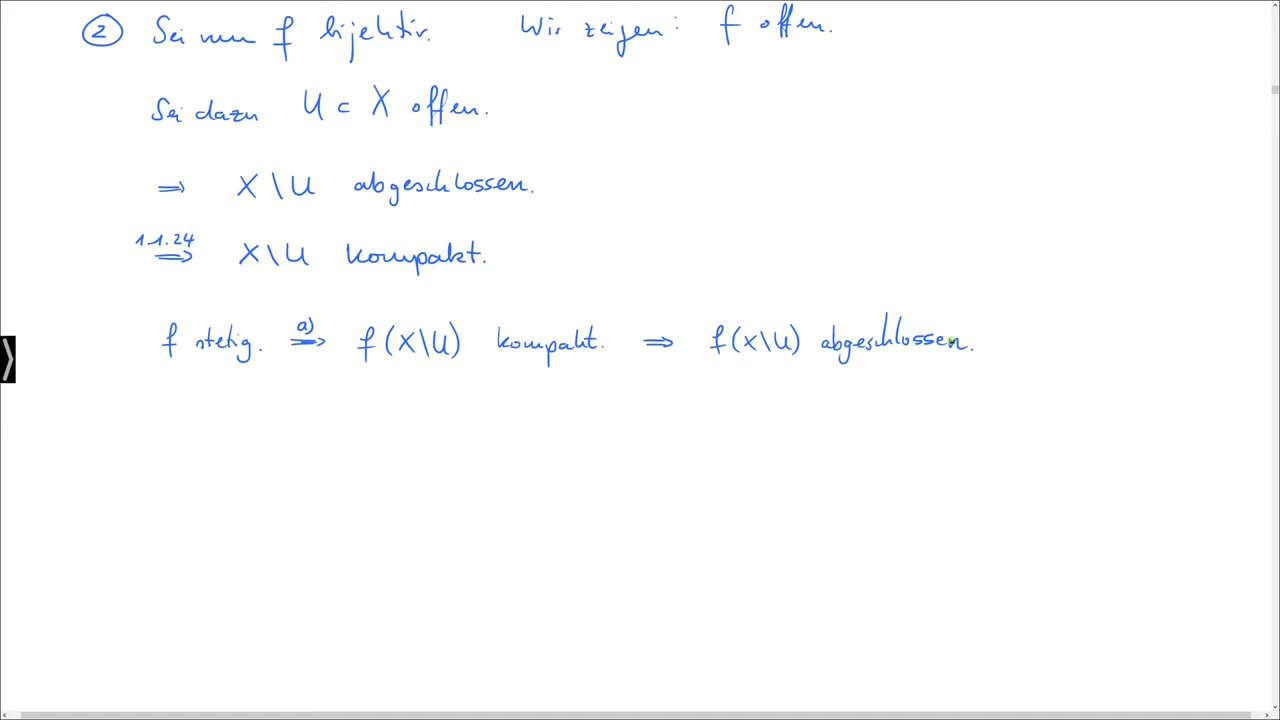 ② Sei nun f bijektiv. Wir zeigen: f offen.
Sei dazu U ⊂ X offen.
⇒ X \ U abgeschlossen.
1.1.24
⇒ X \ U kompakt.
a)
f stetig. ⇒ f(X\U) kompakt. ⇒ f(X\U) abgeschlossen.